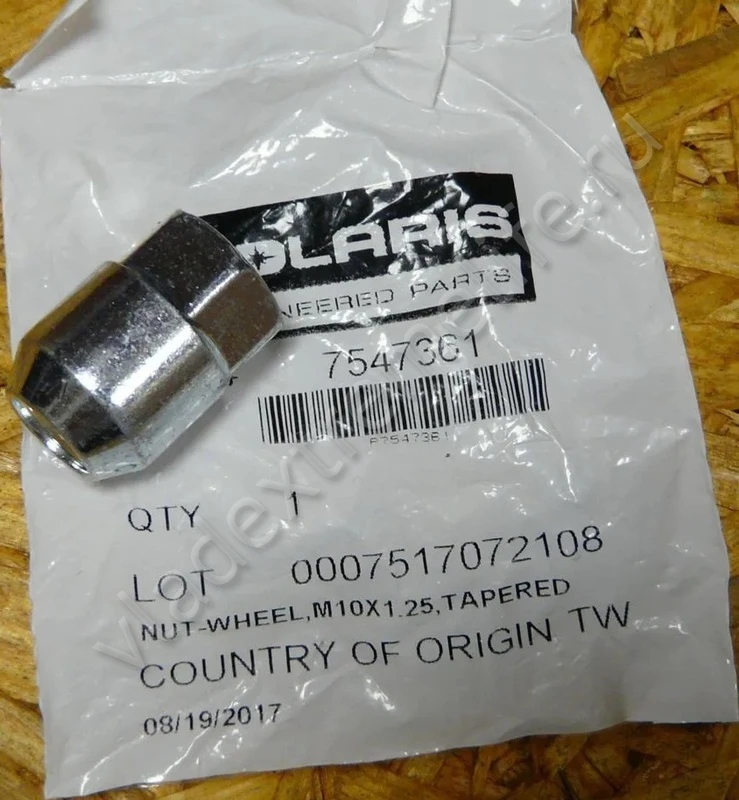 OLARIS
NEERED PARTS
7547361
P7547361
QTY 1
LOT 0007517072108
NUT-WHEEL,M10X1.25,TAPERED
COUNTRY OF ORIGIN TW
08/19/2017